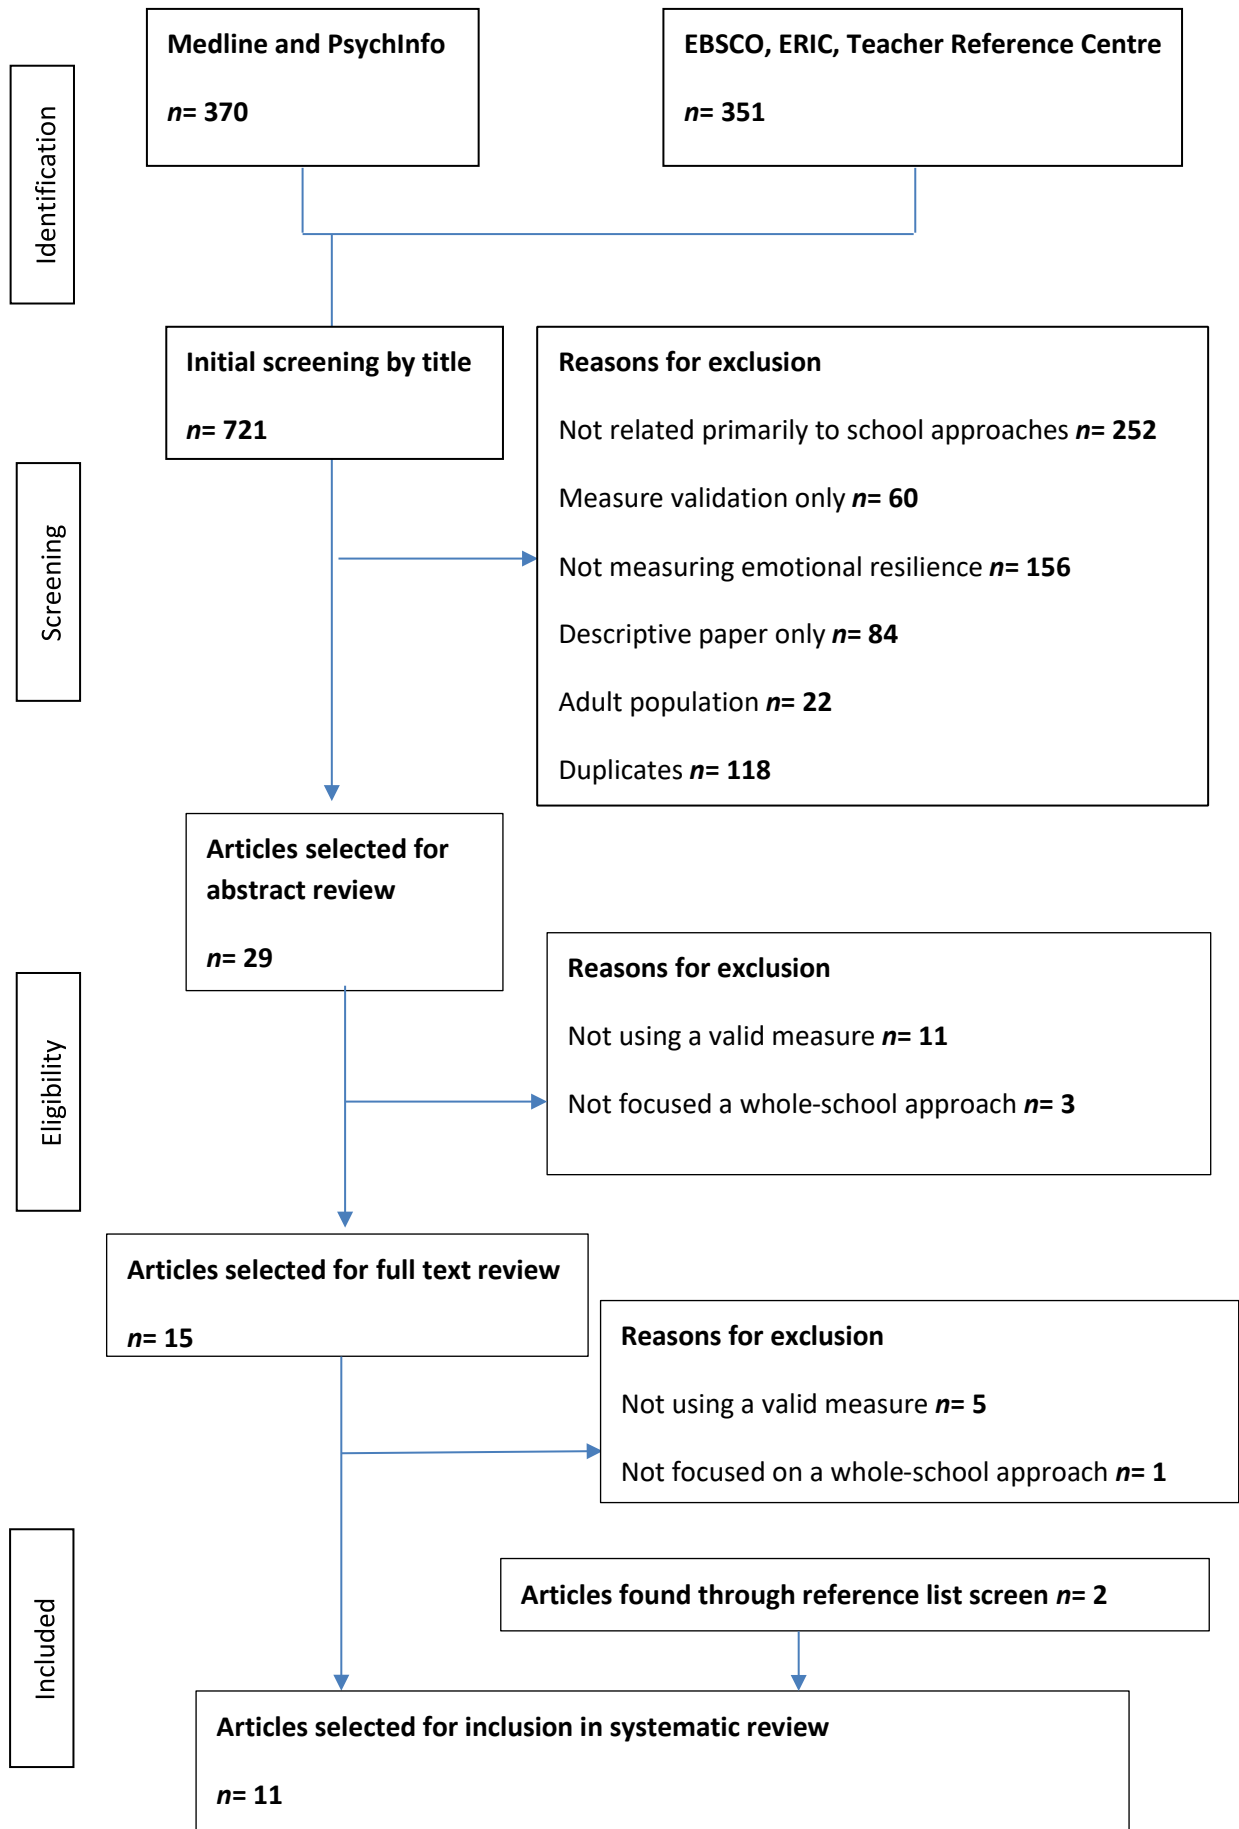 Identification
Medline and PsychInfo
n= 370
EBSCO, ERIC, Teacher Reference Centre
n= 351
Screening
Initial screening by title
n= 721
Reasons for exclusion
Not related primarily to school approaches n= 252
Measure validation only n= 60
Not measuring emotional resilience n= 156
Descriptive paper only n= 84
Adult population n= 22
Duplicates n= 118
Articles selected for
abstract review
n= 29
Eligibility
Reasons for exclusion
Not using a valid measure n= 11
Not focused a whole-school approach n= 3
Articles selected for full text review
n= 15
Reasons for exclusion
Not using a valid measure n= 5
Not focused on a whole-school approach n= 1
Included
Articles found through reference list screen n= 2
Articles selected for inclusion in systematic review
n= 11